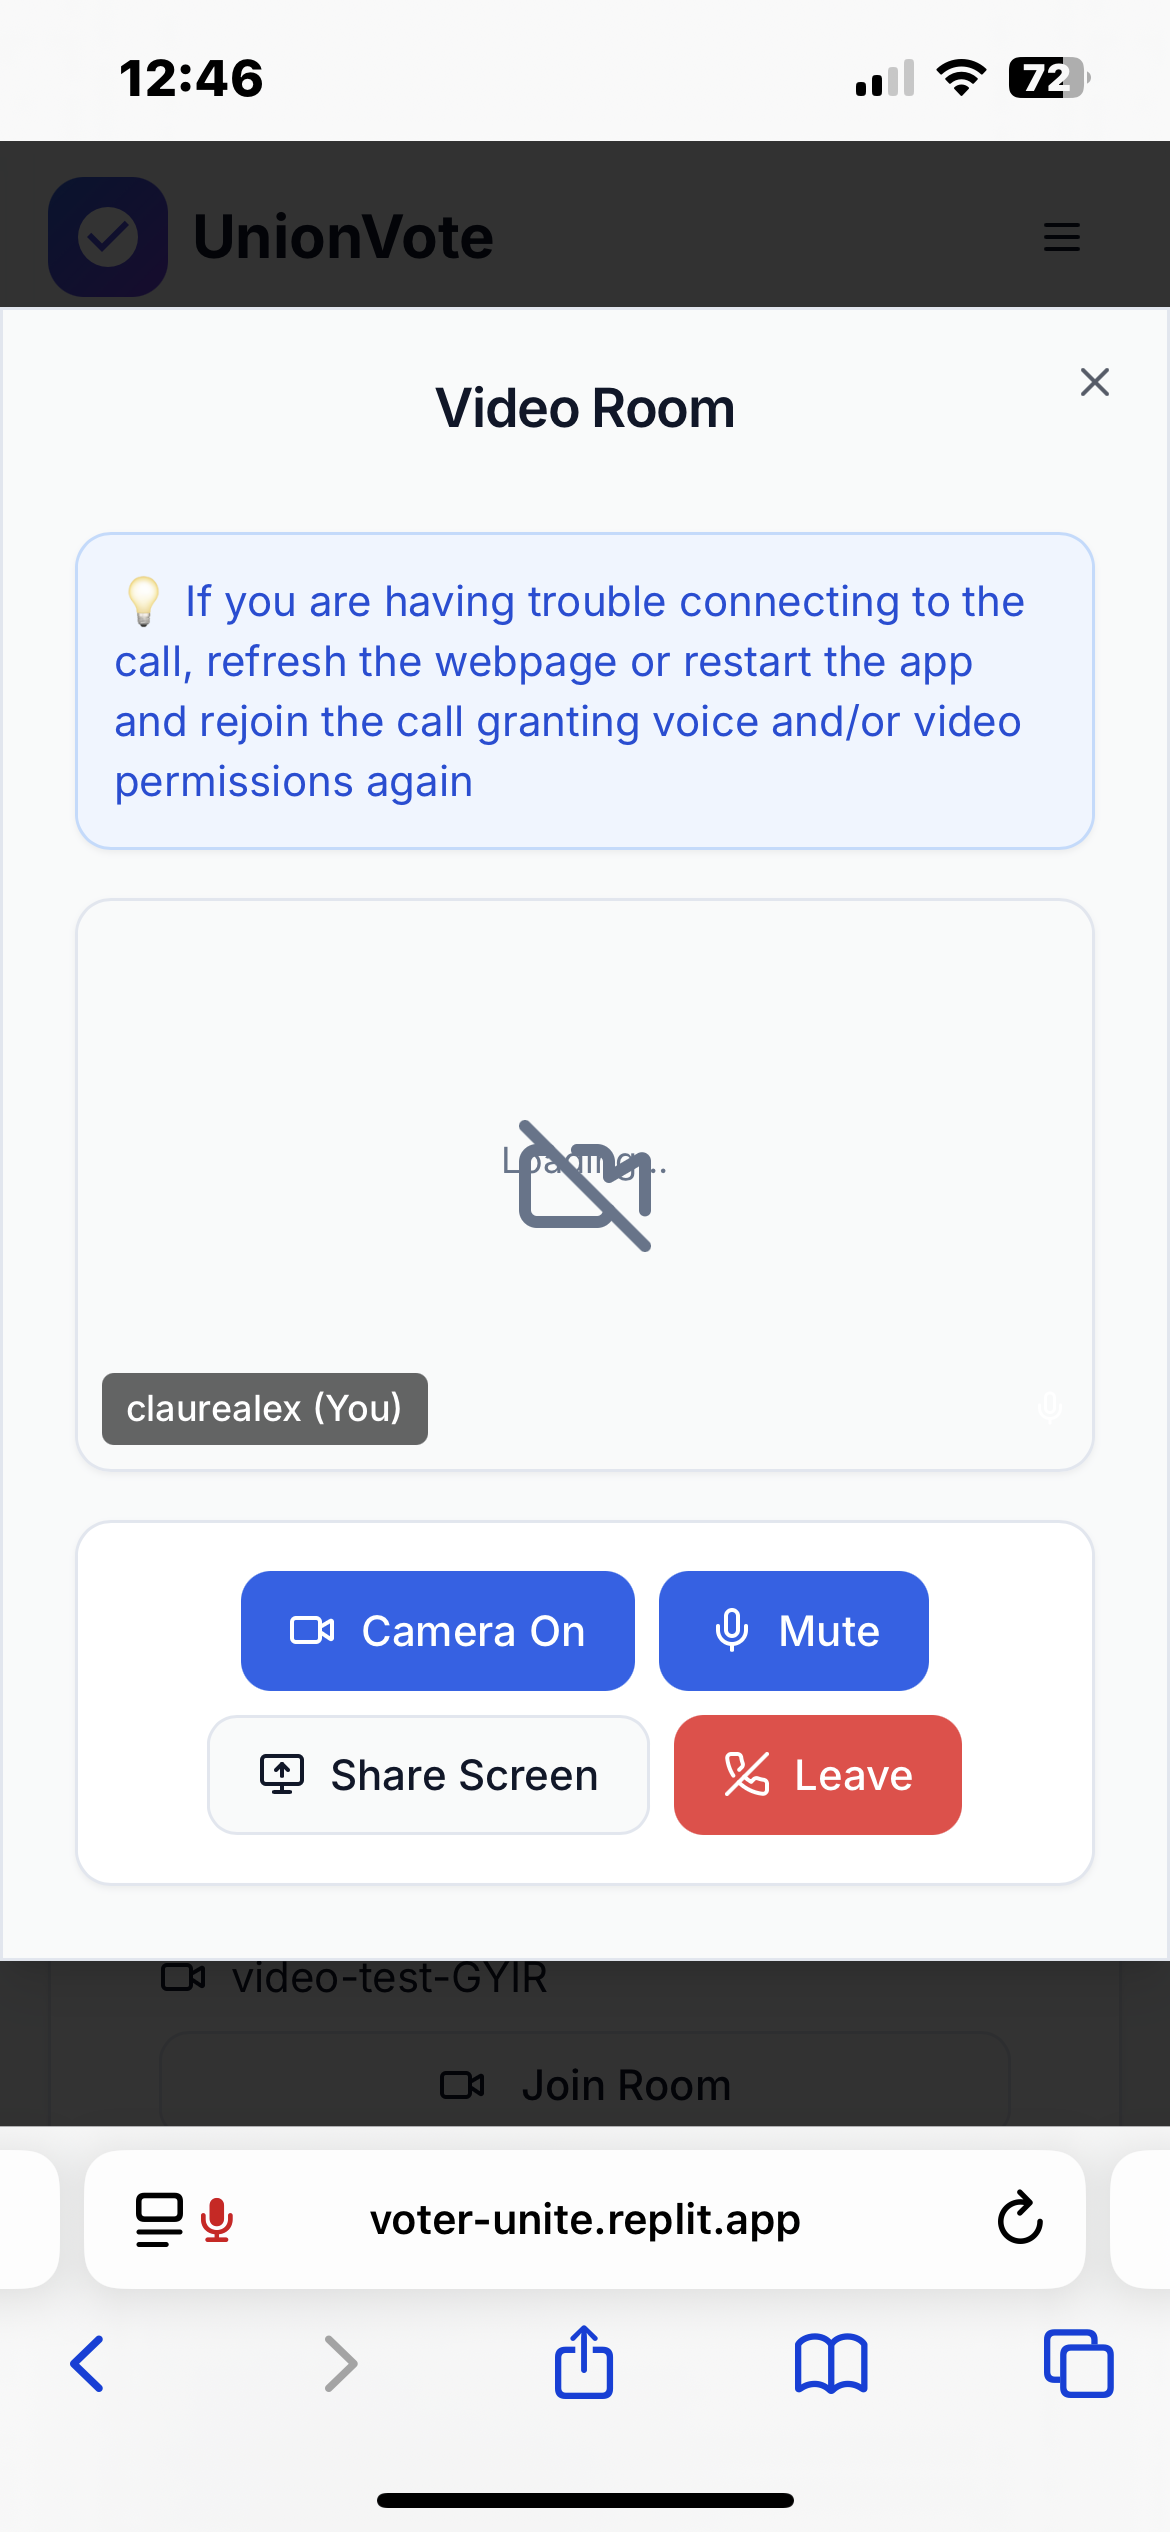 12:46
72
UnionVote
Video Room
💡 If you are having trouble connecting to the
call, refresh the webpage or restart the app
and rejoin the call granting voice and/or video
permissions again
Loading...
claurealex (You)
Camera On
Mute
Share Screen
Leave
video-test-GYIR
Join Room
voter-unite.replit.app